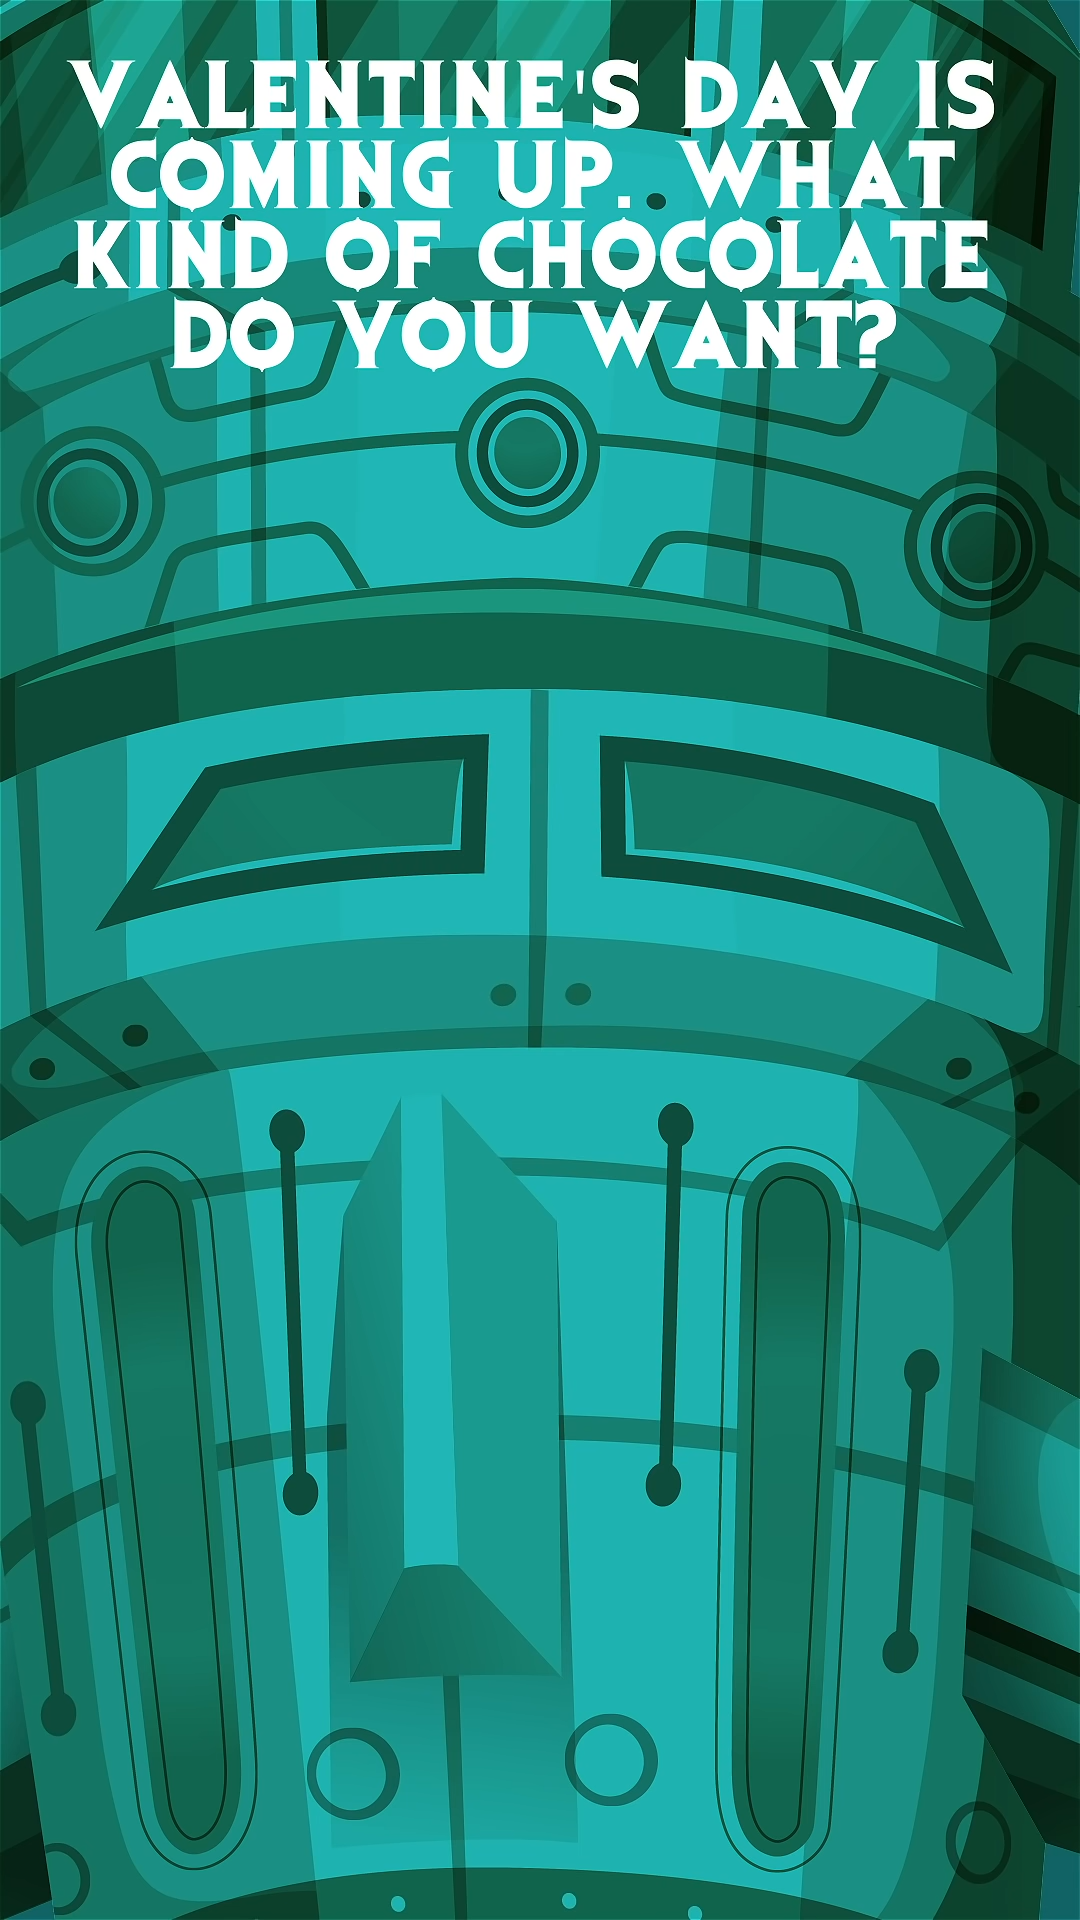 VALENTINE'S DAY IS
COMING UP. WHAT
KIND OF CHOCOLATE
DO YOU WANT?